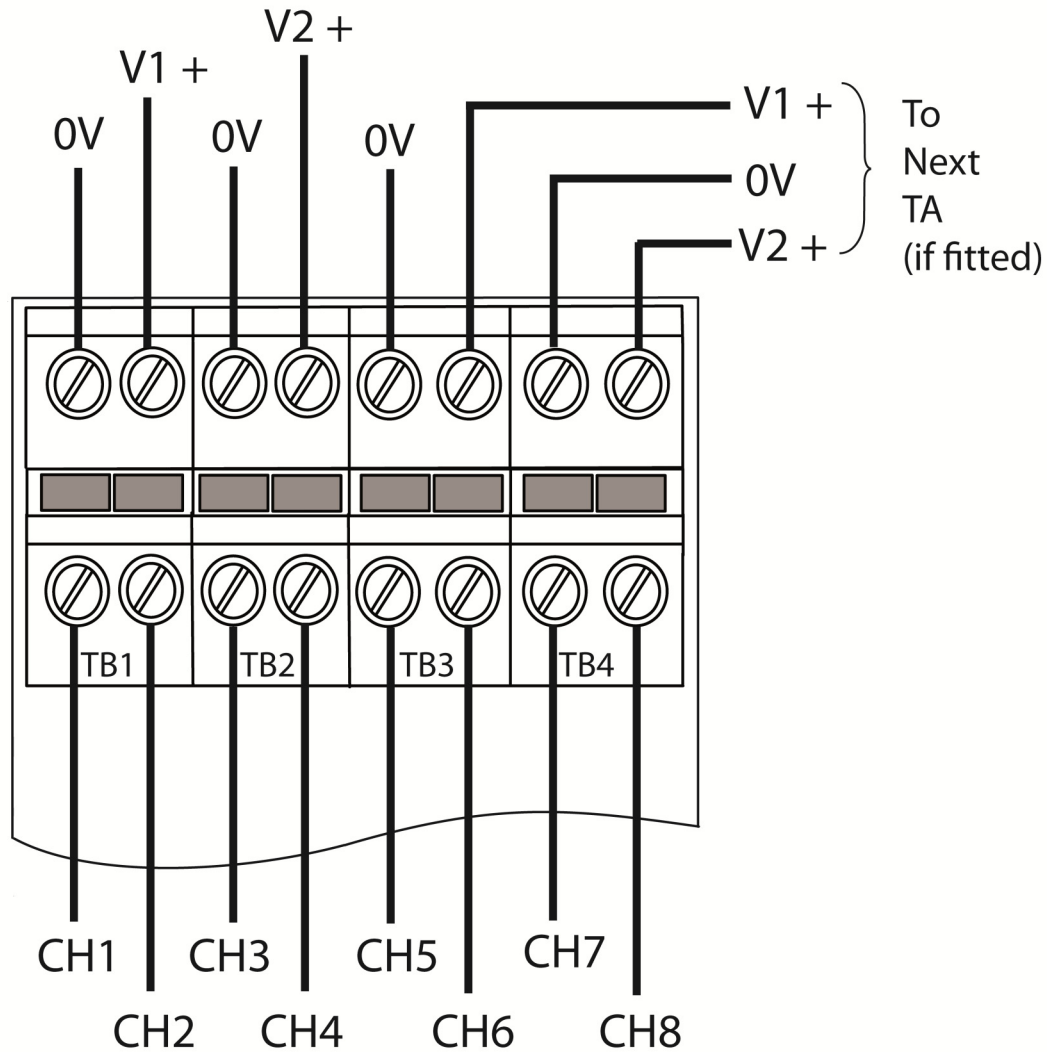 V2 +
V1 +
0V
0V
0V
V1 +
0V
V2 +
To
Next
TA
(if fitted)
TB1
TB2
TB3
TB4
CH1
CH3
CH5
CH7
CH2
CH4
CH6
CH8